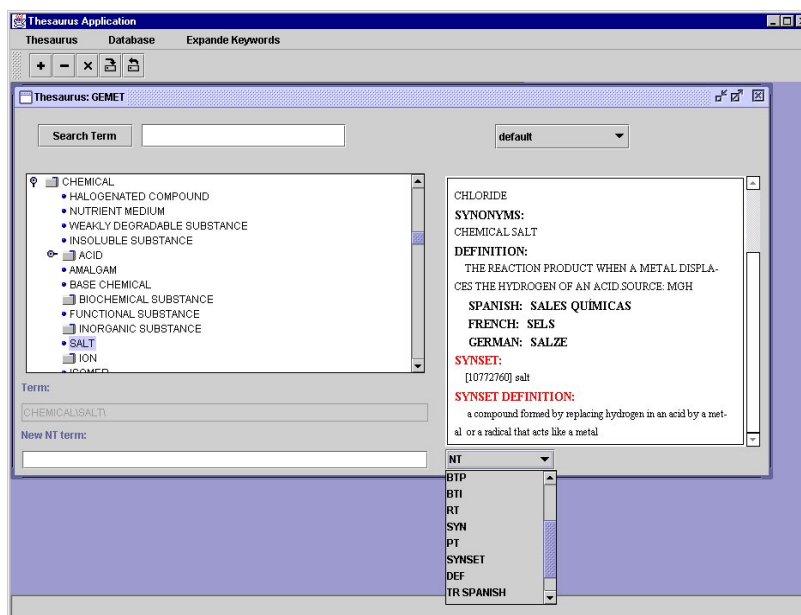 Thesaurus Application
Thesaurus Database Expande Keywords
Thesaurus: GEMET
Search Term
default
CHEMICAL
HALOGENATED COMPOUND
NUTRIENT MEDIUM
WEAKLY DEGRADABLE SUBSTANCE
INSOLUBLE SUBSTANCE
ACID
AMALGAM
BASE CHEMICAL
BIOCHEMICAL SUBSTANCE
FUNCTIONAL SUBSTANCE
INORGANIC SUBSTANCE
SALT
ION
ISOMER
Term:
CHEMICAL\SALT\
New NT term:
CHLORIDE
SYNONYMS:
CHEMICAL SALT
DEFINITION:
THE REACTION PRODUCT WHEN A METAL DISPLA-
CES THE HYDROGEN OF AN ACID.SOURCE: MGH
SPANISH: SALES QUÍMICAS
FRENCH: SELS
GERMAN: SALZE
SYNSET:
[10772760] salt
SYNSET DEFINITION:
a compound formed by replacing hydrogen in an acid by a met-
al or a radical that acts like a metal
NT
BTP
BTI
RT
SYN
PT
SYNSET
DEF
TR SPANISH